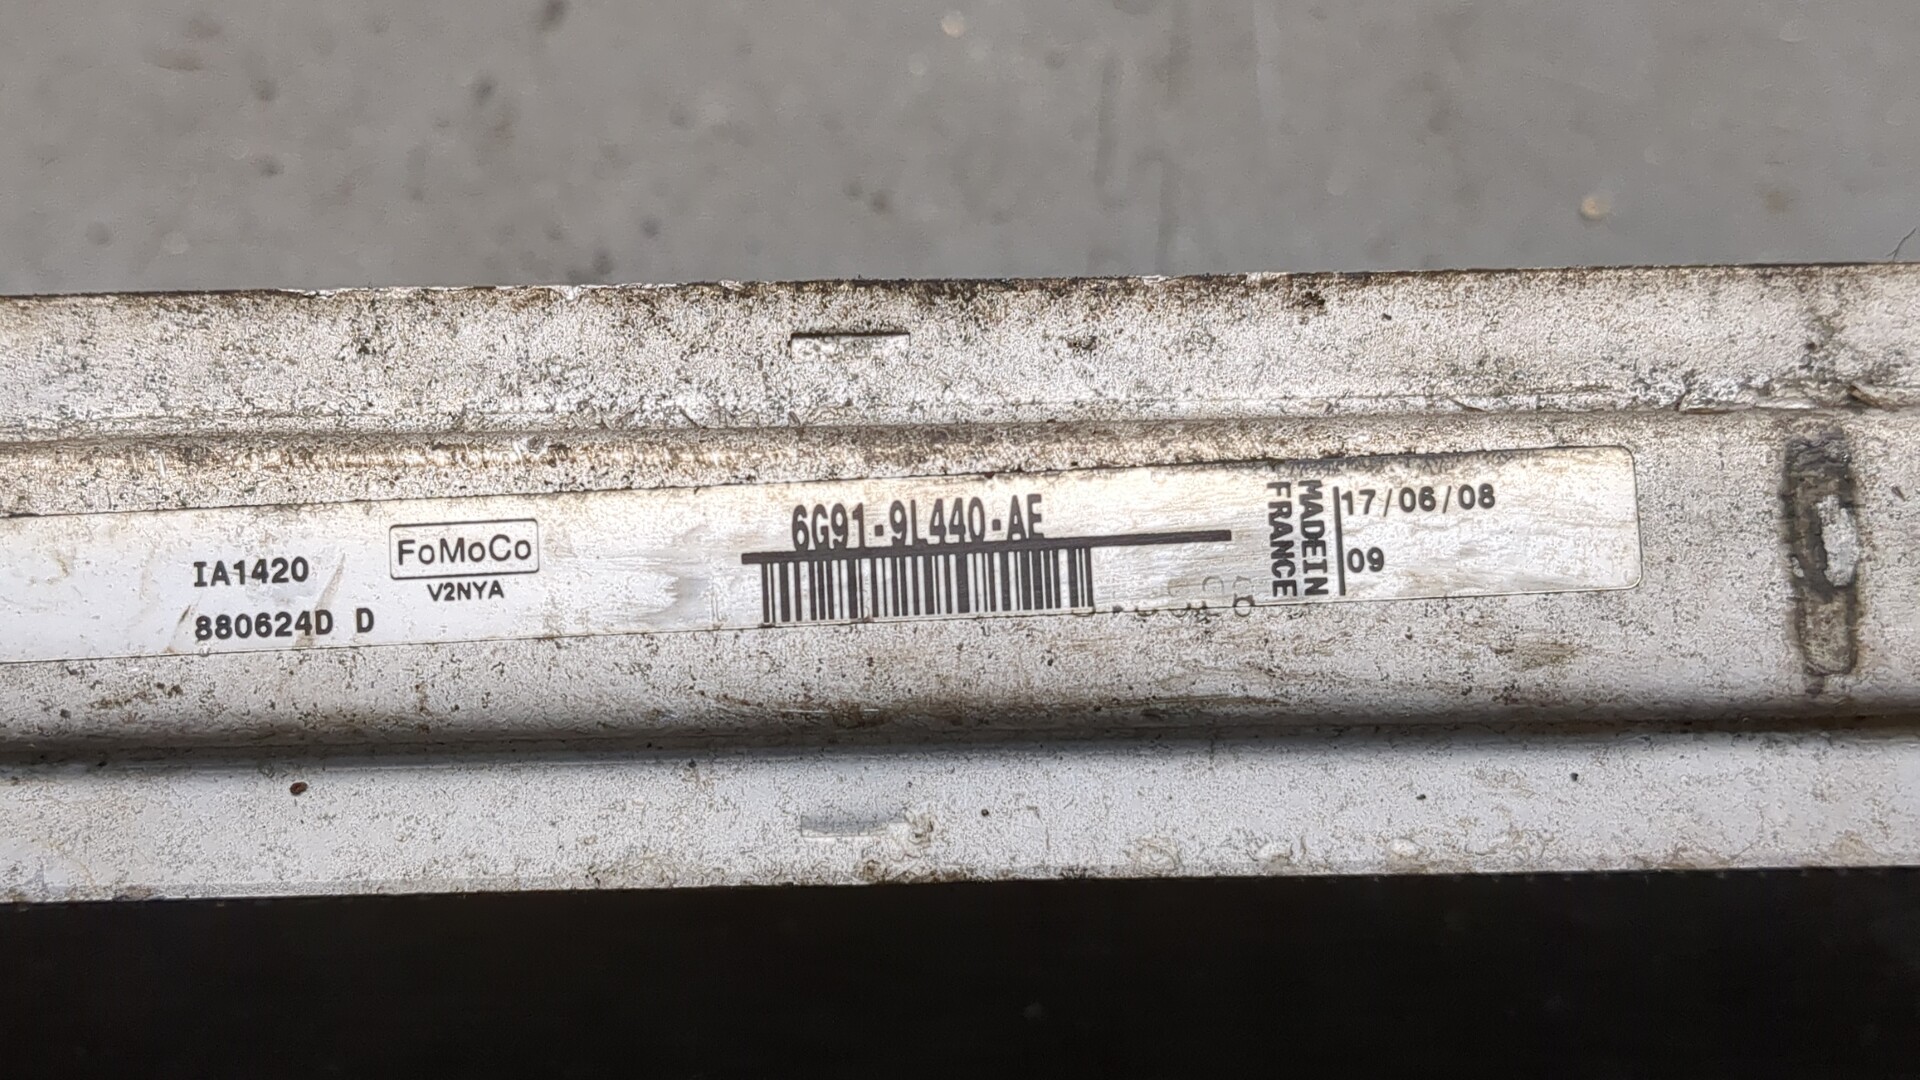 IA1420
880624D D
FoMoCo
V2NYA
6G91-9L440-AE
MADE IN
FRANCE
17/06/08
09